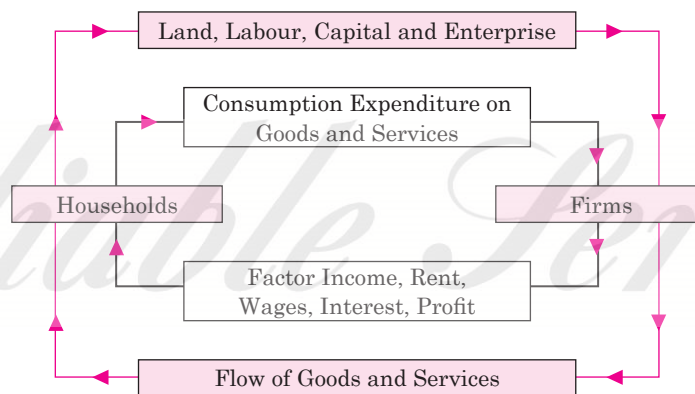 Land, Labour, Capital and Enterprise
Consumption Expenditure on
Goods and Services
Households
Firms
Factor Income, Rent,
Wages, Interest, Profit
Flow of Goods and Services